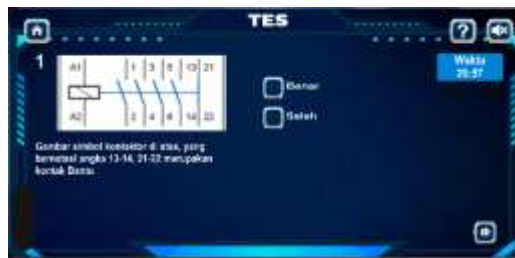 TES
?
Waktu
1
A1 1 3 5 13 21
A2 2 4 6 14 22
Benar
Salah
Gambar simbol kontaktor di atas, yang
bernotasi angka 13-14, 21-22 merupakan
kontak Bantu